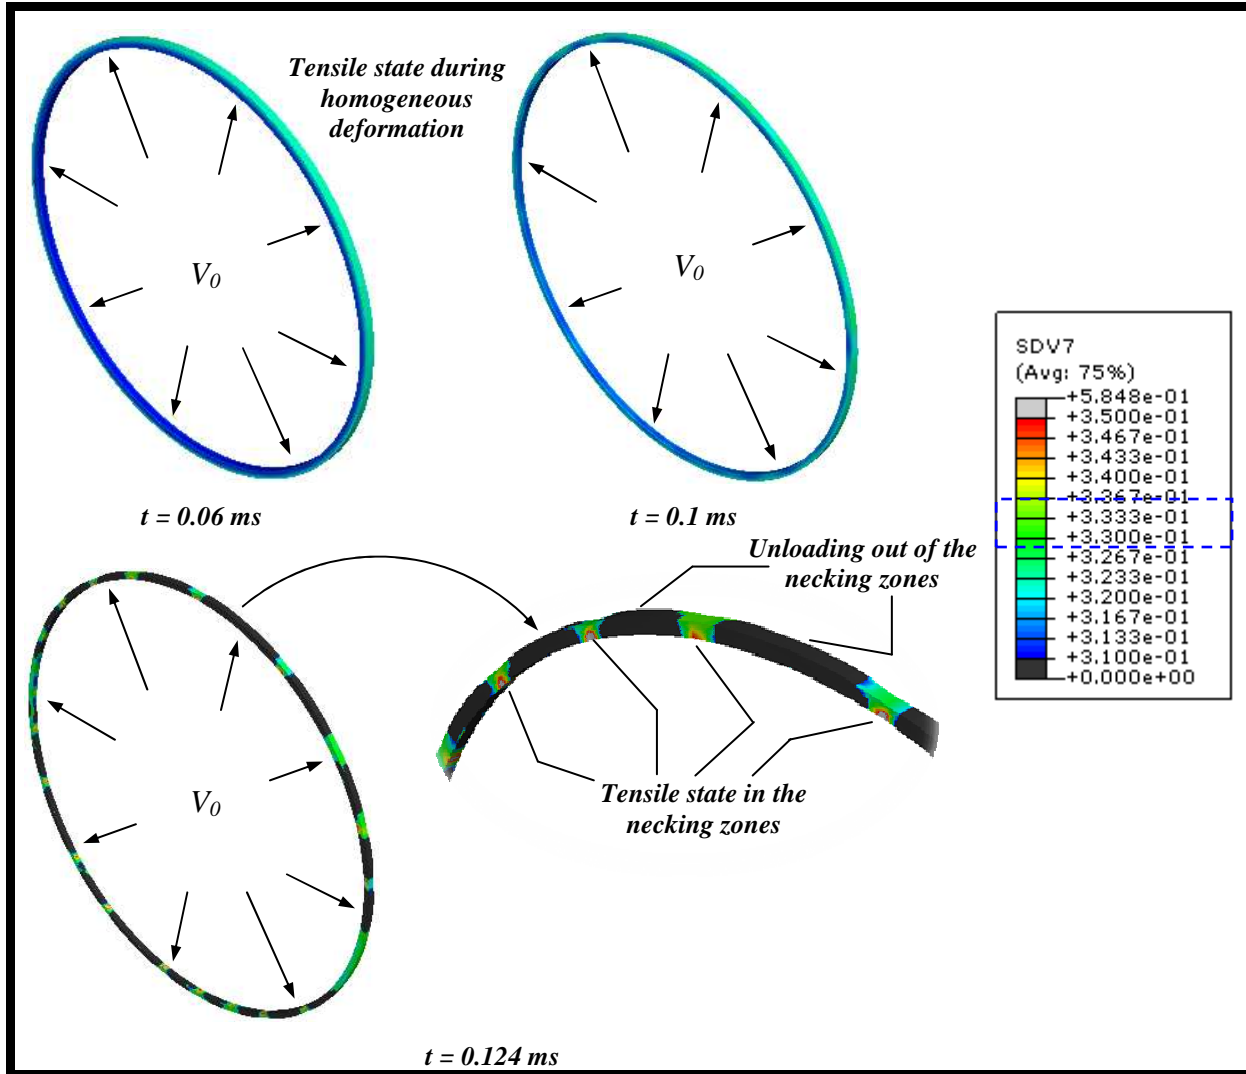 Tensile state during
homogeneous
deformation
V0
V0
t = 0.06 ms
t = 0.1 ms
SDV7
(Avg: 75%)
+5.848e-01
+3.500e-01
+3.467e-01
+3.433e-01
+3.400e-01
+3.367e-01
+3.333e-01
+3.300e-01
+3.267e-01
+3.233e-01
+3.200e-01
+3.167e-01
+3.133e-01
+3.100e-01
+0.000e+00
Unloading out of the
necking zones
V0
Tensile state in the
necking zones
t = 0.124 ms